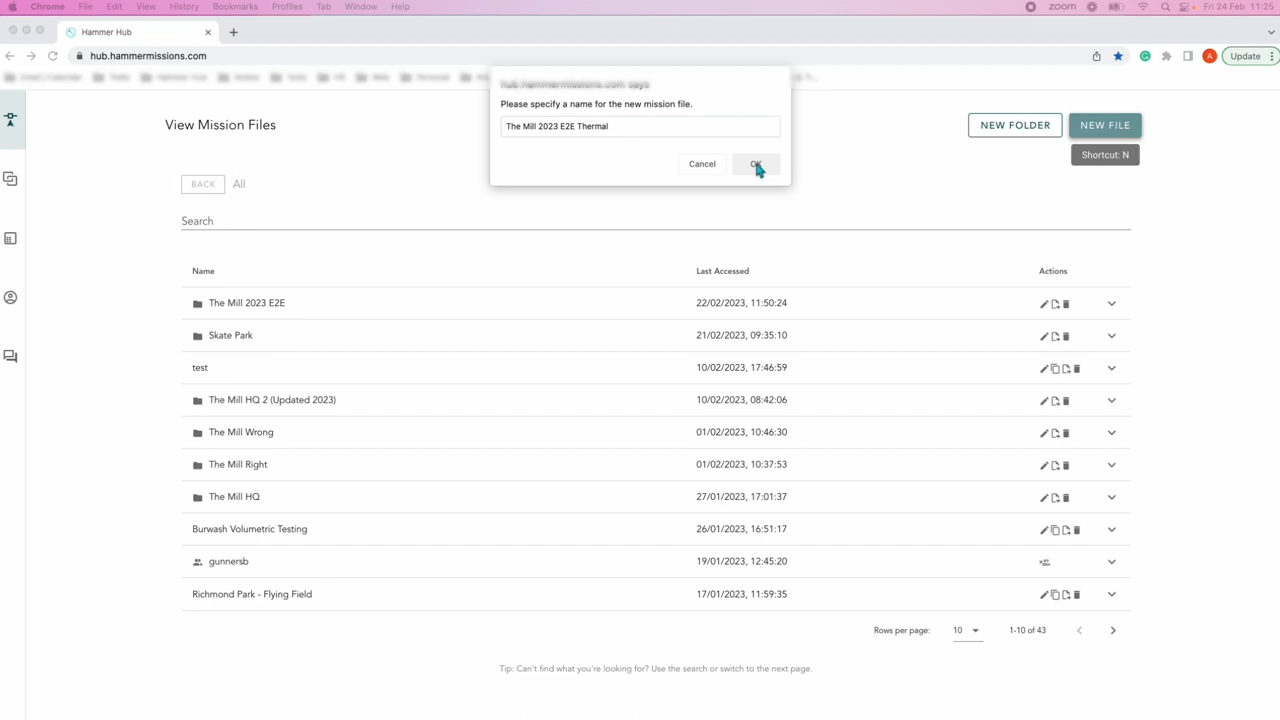 Chrome File Edit View History Bookmarks Profiles Tab Window Help zoom Fri 24 Feb 11:25
Hammer Hub
hub.hammermissions.com A Update
hub.hammermissions.com says
Please specify a name for the new mission file.
The Mill 2023 E2E Thermal
Cancel OK
View Mission Files
NEW FOLDER NEW FILE
Shortcut: N
BACK All
Search
Name Last Accessed Actions
The Mill 2023 E2E 22/02/2023, 11:50:24
Skate Park 21/02/2023, 09:35:10
test 10/02/2023, 17:46:59
The Mill HQ 2 (Updated 2023) 10/02/2023, 08:42:06
The Mill Wrong 01/02/2023, 10:46:30
The Mill Right 01/02/2023, 10:37:53
The Mill HQ 27/01/2023, 17:01:37
Burwash Volumetric Testing 26/01/2023, 16:51:17
gunnersb 19/01/2023, 12:45:20
Richmond Park - Flying Field 17/01/2023, 11:59:35
Rows per page: 10 1-10 of 43
Tip: Can't find what you're looking for? Use the search or switch to the next page.